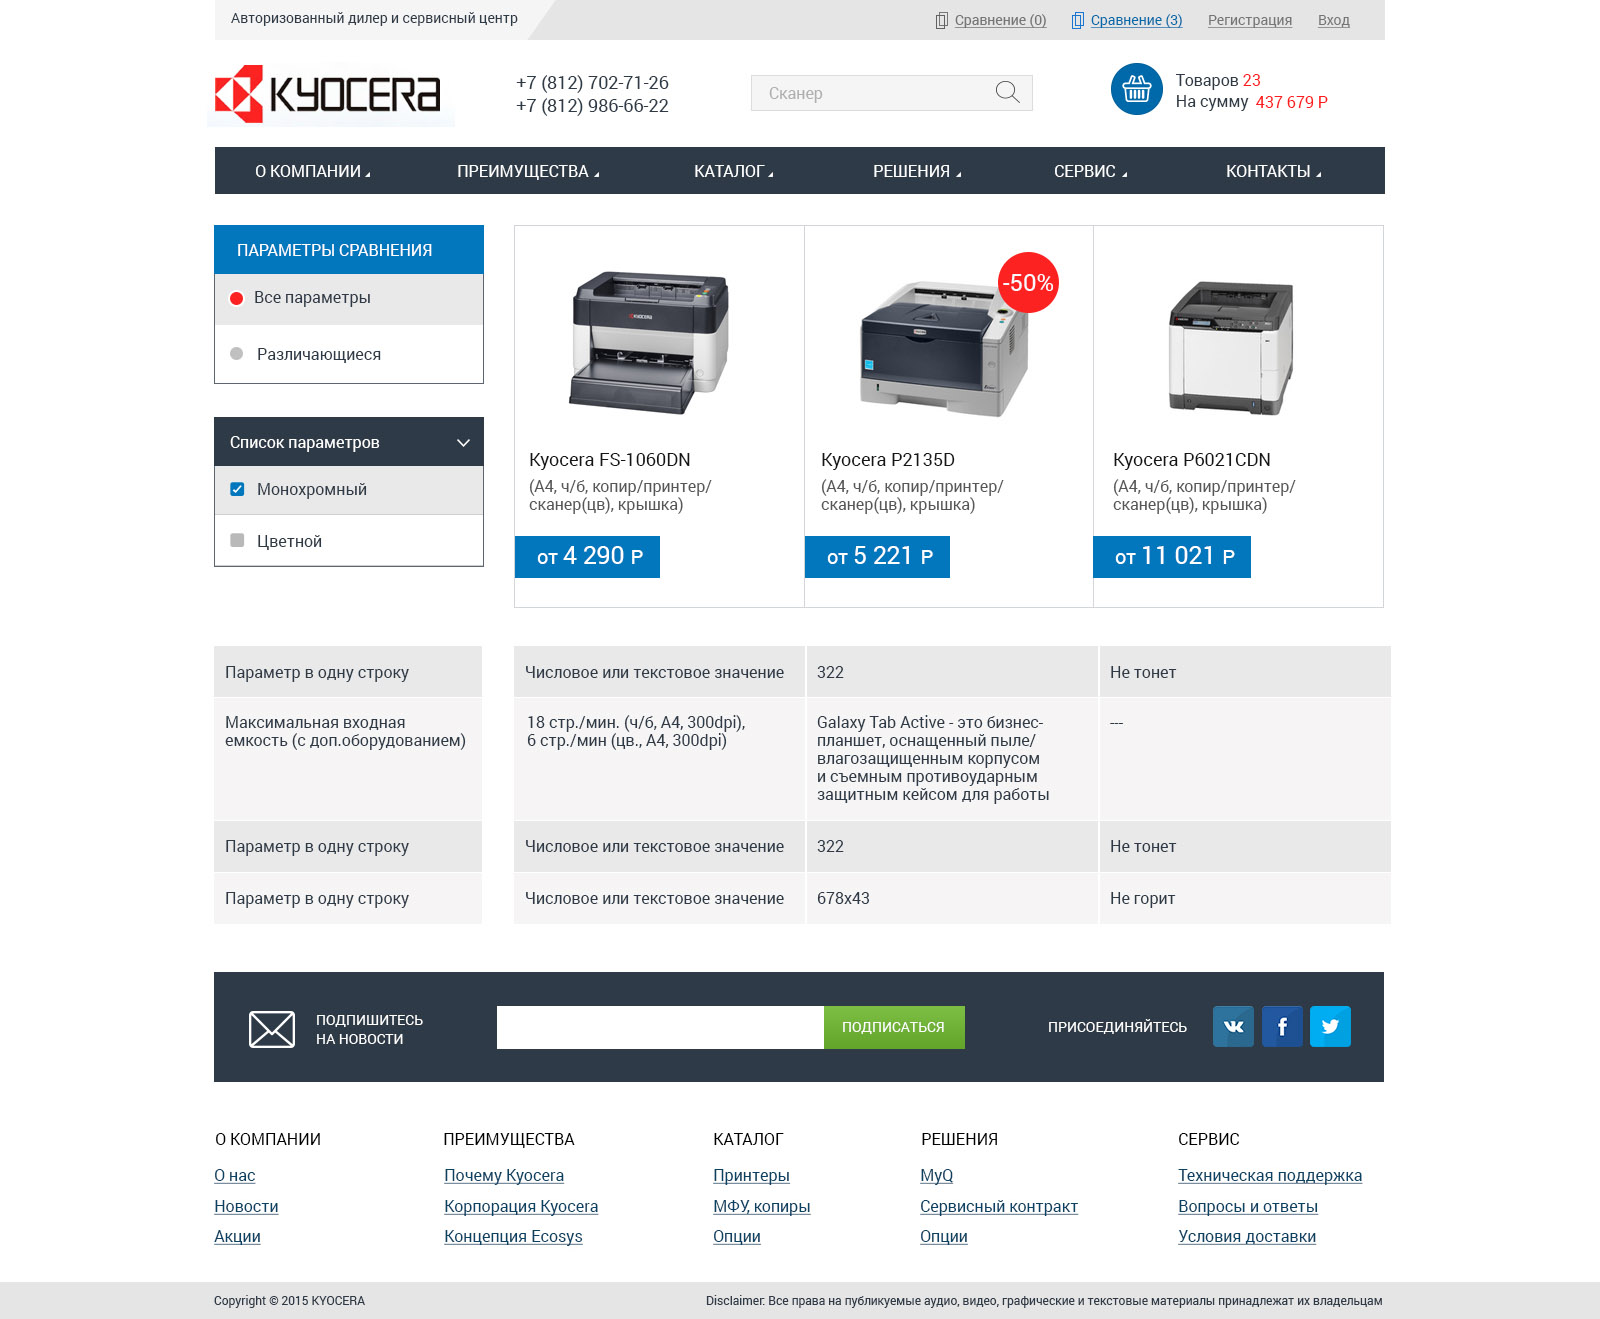 Авторизованный дилер и сервисный центр
Сравнение (0)
Сравнение (3)
Регистрация
Вход
KYOCERA
+7 (812) 702-71-26
+7 (812) 986-66-22
Сканер
Товаров 23
На сумму 437 679 Р
О КОМПАНИИ
ПРЕИМУЩЕСТВА
КАТАЛОГ
РЕШЕНИЯ
СЕРВИС
КОНТАКТЫ
ПАРАМЕТРЫ СРАВНЕНИЯ
Все параметры
Различающиеся
Список параметров
Монохромный
Цветной
KYOCERA
-50%
Kyocera FS-1060DN
(А4, ч/б, копир/принтер/
сканер(цв), крышка)
от 4 290 Р
Kyocera P2135D
(А4, ч/б, копир/принтер/
сканер(цв), крышка)
от 5 221 Р
Kyocera P6021CDN
(А4, ч/б, копир/принтер/
сканер(цв), крышка)
от 11 021 Р
Параметр в одну строку
Числовое или текстовое значение
322
Не тонет
Максимальная входная
емкость (с доп.оборудованием)
18 стр./мин. (ч/б, А4, 300dpi),
6 стр./мин (цв., А4, 300dpi)
Galaxy Tab Active - это бизнес-
планшет, оснащенный пыле/
влагозащищенным корпусом
и съемным противоударным
защитным кейсом для работы
---
Параметр в одну строку
Числовое или текстовое значение
322
Не тонет
Параметр в одну строку
Числовое или текстовое значение
678x43
Не горит
ПОДПИШИТЕСЬ
НА НОВОСТИ
ПОДПИСАТЬСЯ
ПРИСОЕДИНЯЙТЕСЬ
О КОМПАНИИ
О нас
Новости
Акции
ПРЕИМУЩЕСТВА
Почему Kyocera
Корпорация Kyocera
Концепция Ecosys
КАТАЛОГ
Принтеры
МФУ, копиры
Опции
РЕШЕНИЯ
MyQ
Сервисный контракт
Опции
СЕРВИС
Техническая поддержка
Вопросы и ответы
Условия доставки
Copyright © 2015 KYOCERA
Disclaimer: Все права на публикуемые аудио, видео, графические и текстовые материалы принадлежат их владельцам